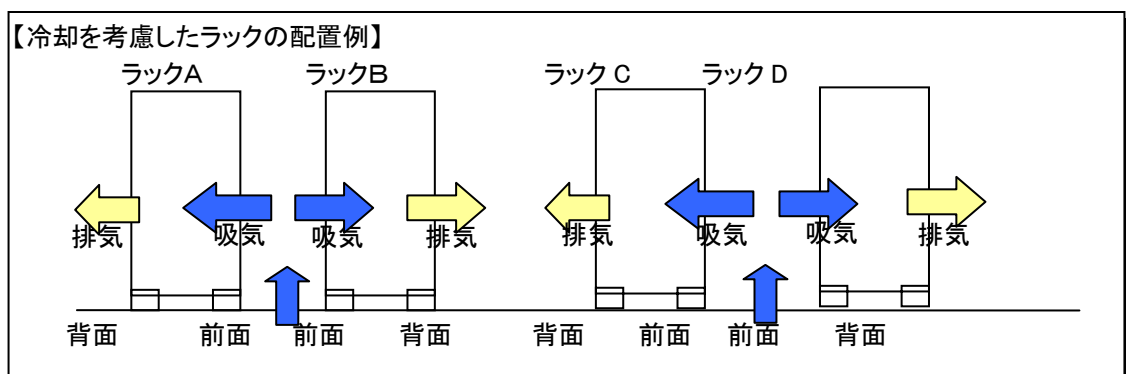 【冷却を考慮したラックの配置例】
ラックA ラックB ラック C ラック D
排気 吸気 吸気 排気 排気 吸気 吸気 排気
背面 前面 前面 背面 背面 前面 前面 背面